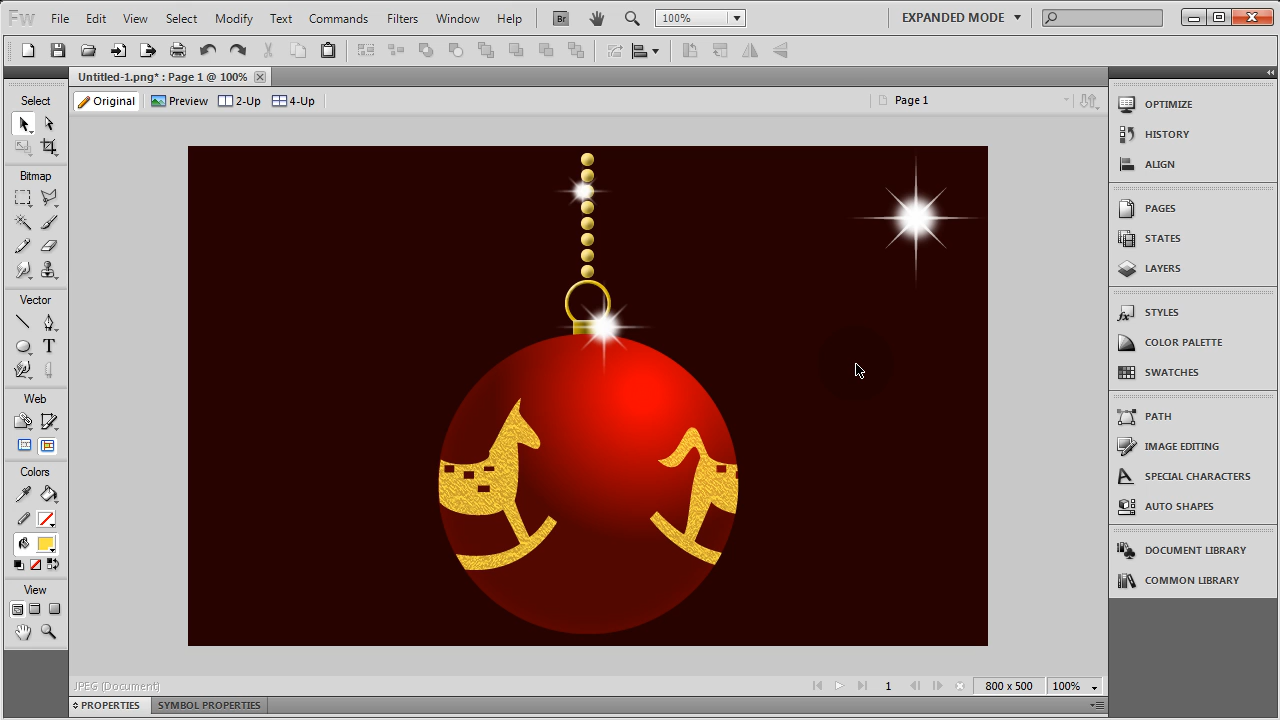 Fw File Edit View Select Modify Text Commands Filters Window Help Br 100% EXPANDED MODE
Untitled-1.png* : Page 1 @ 100%
Original Preview 2-Up 4-Up Page 1
Select
Bitmap
Vector
T
Web
Colors
View
OPTIMIZE
HISTORY
ALIGN
PAGES
STATES
LAYERS
STYLES
COLOR PALETTE
SWATCHES
PATH
IMAGE EDITING
SPECIAL CHARACTERS
AUTO SHAPES
DOCUMENT LIBRARY
COMMON LIBRARY
JPEG (Document) 1 800 x 500 100%
PROPERTIES SYMBOL PROPERTIES